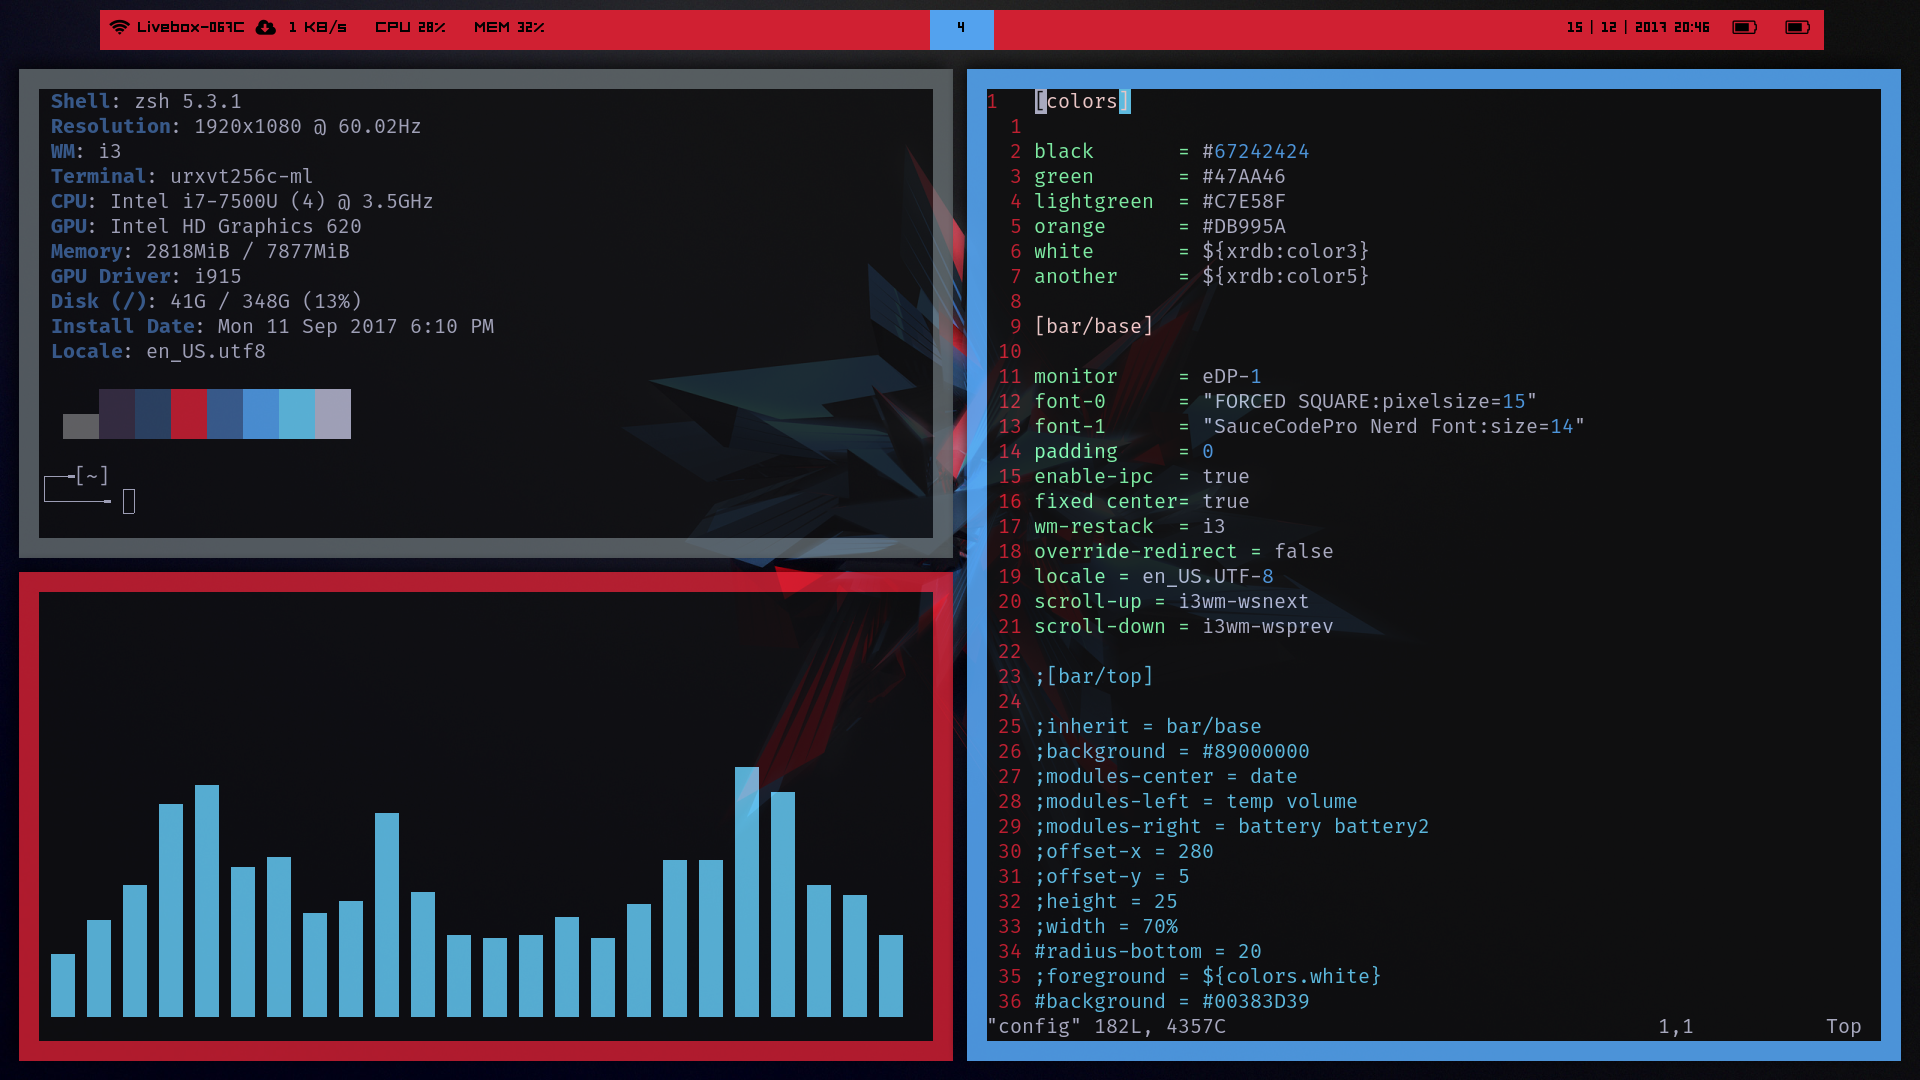 Livebox-067C 1 KB/s CPU 28% MEM 32%
4
15 | 12 | 2017 20:46
Shell: zsh 5.3.1
Resolution: 1920x1080 @ 60.02Hz
WM: i3
Terminal: urxvt256c-ml
CPU: Intel i7-7500U (4) @ 3.5GHz
GPU: Intel HD Graphics 620
Memory: 2818MiB / 7877MiB
GPU Driver: i915
Disk (/): 41G / 348G (13%)
Install Date: Mon 11 Sep 2017 6:10 PM
Locale: en_US.utf8
[~]
1 [colors]
1
2 black = #67242424
3 green = #47AA46
4 lightgreen = #C7E58F
5 orange = #DB995A
6 white = ${xrdb:color3}
7 another = ${xrdb:color5}
8
9 [bar/base]
10
11 monitor = eDP-1
12 font-0 = "FORCED SQUARE:pixelsize=15"
13 font-1 = "SauceCodePro Nerd Font:size=14"
14 padding = 0
15 enable-ipc = true
16 fixed center= true
17 wm-restack = i3
18 override-redirect = false
19 locale = en_US.UTF-8
20 scroll-up = i3wm-wsnext
21 scroll-down = i3wm-wsprev
22
23 ;[bar/top]
24
25 ;inherit = bar/base
26 ;background = #89000000
27 ;modules-center = date
28 ;modules-left = temp volume
29 ;modules-right = battery battery2
30 ;offset-x = 280
31 ;offset-y = 5
32 ;height = 25
33 ;width = 70%
34 #radius-bottom = 20
35 ;foreground = ${colors.white}
36 #background = #00383D39
"config" 182L, 4357C 1,1 Top